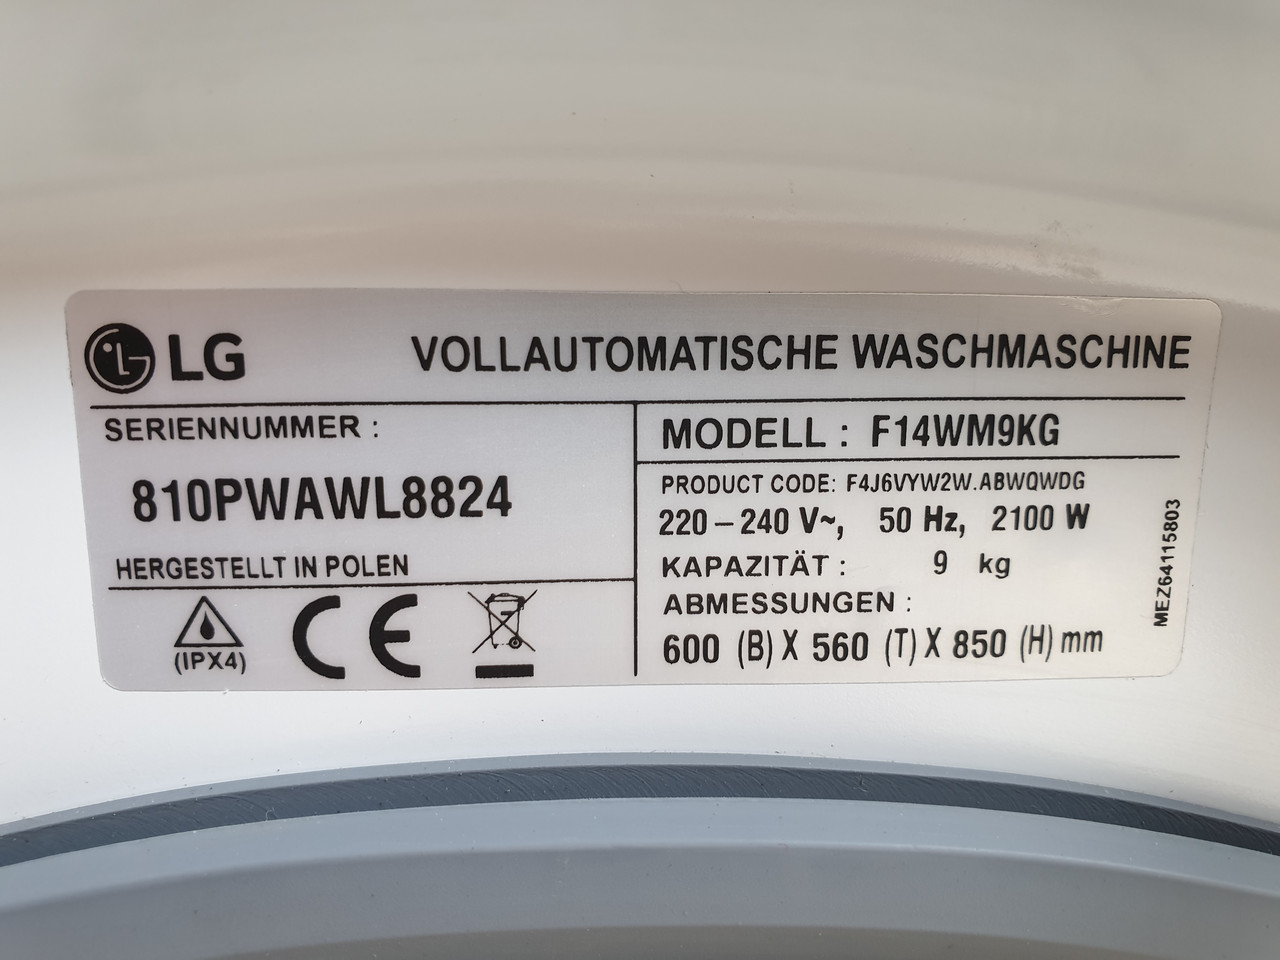 LG
VOLLAUTOMATISCHE WASCHMASCHINE
SERIENNUMMER :
810PWAWL8824
HERGESTELLT IN POLEN
(IPX4)
CE
MODELL : F14WM9KG
PRODUCT CODE: F4J6VYW2W.ABWQWDG
220 – 240 V~, 50 Hz, 2100 W
KAPAZITÄT : 9 kg
ABMESSUNGEN :
600 (B) X 560 (T) X 850 (H) mm
MEZ64115803